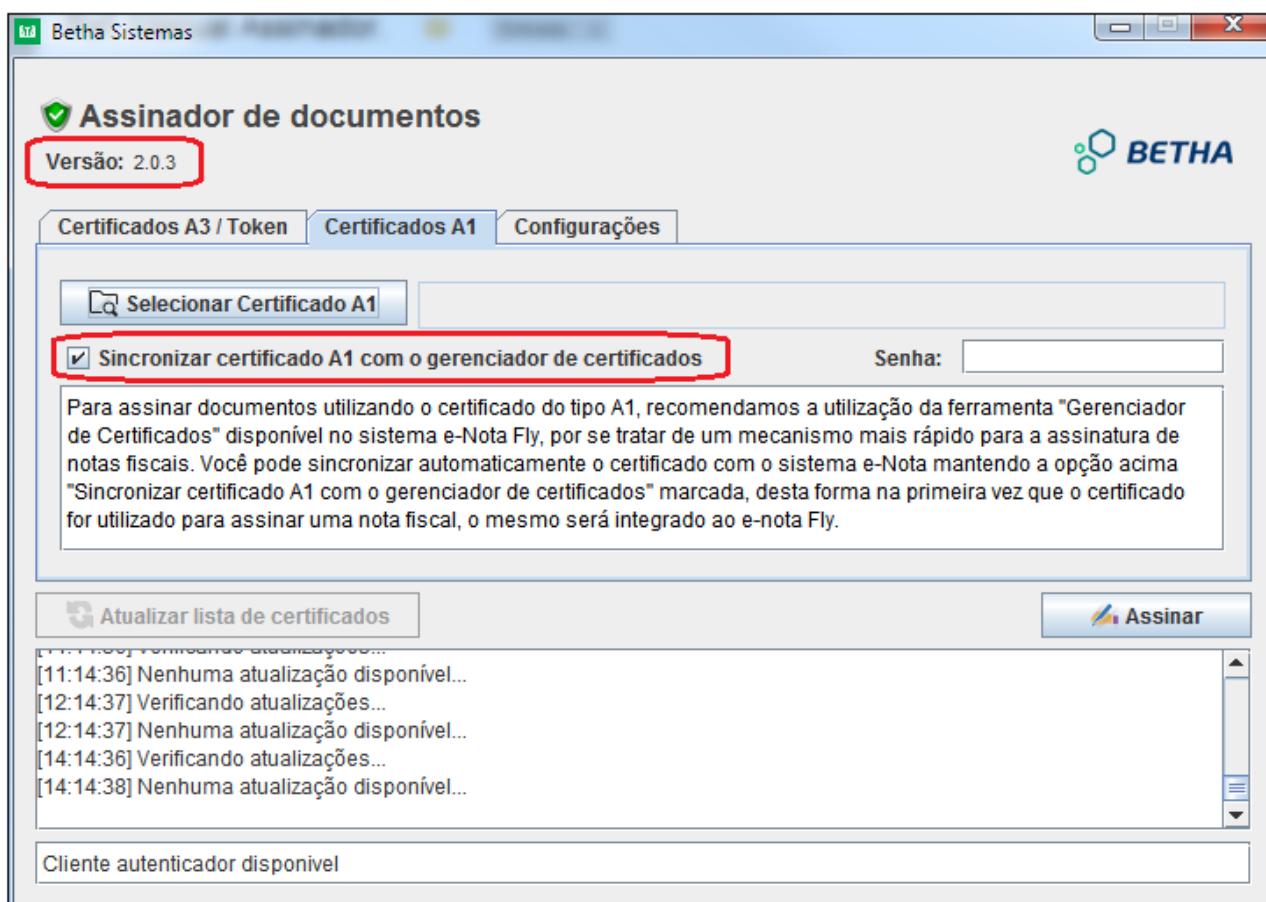 Betha Sistemas
Assinador de documentos
Versão: 2.0.3
BETHA
Certificados A3 / Token
Certificados A1
Configurações
Selecionar Certificado A1
Sincronizar certificado A1 com o gerenciador de certificados
Senha:
Para assinar documentos utilizando o certificado do tipo A1, recomendamos a utilização da ferramenta "Gerenciador
de Certificados" disponível no sistema e-Nota Fly, por se tratar de um mecanismo mais rápido para a assinatura de
notas fiscais. Você pode sincronizar automaticamente o certificado com o sistema e-Nota mantendo a opção acima
"Sincronizar certificado A1 com o gerenciador de certificados" marcada, desta forma na primeira vez que o certificado
for utilizado para assinar uma nota fiscal, o mesmo será integrado ao e-nota Fly.
Atualizar lista de certificados
Assinar
[11:14:36] Nenhuma atualização disponível...
[12:14:37] Verificando atualizações...
[12:14:37] Nenhuma atualização disponível...
[14:14:36] Verificando atualizações...
[14:14:38] Nenhuma atualização disponível...
Cliente autenticador disponivel